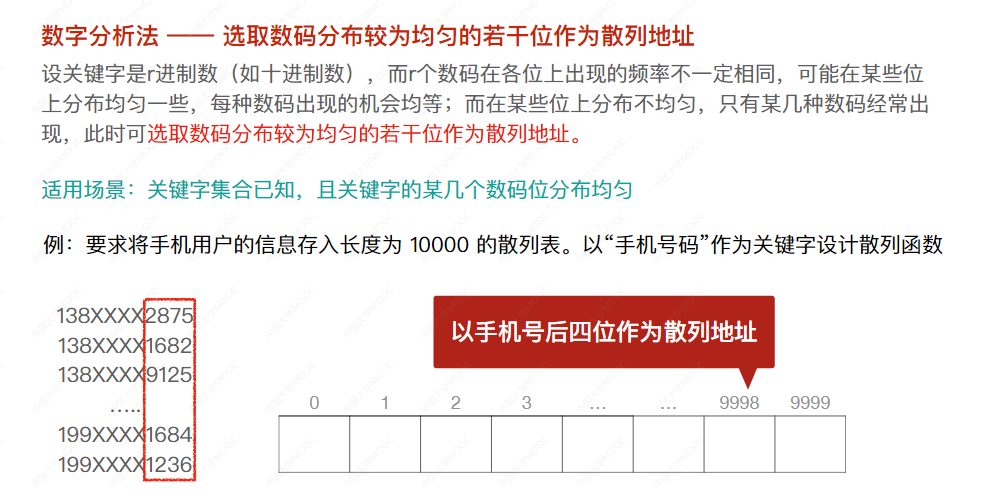 数字分析法 —— 选取数码分布较为均匀的若干位作为散列地址
设关键字是r进制数（如十进制数），而r个数码在各位上出现的频率不一定相同，可能在某些位
上分布均匀一些，每种数码出现的机会均等；而在某些位上分布不均匀，只有某几种数码经常出
现，此时可选取数码分布较为均匀的若干位作为散列地址。
适用场景：关键字集合已知，且关键字的某几个数码位分布均匀
例：要求将手机用户的信息存入长度为 10000 的散列表。以“手机号码”作为关键字设计散列函数
138XXXX2875
138XXXX1682
138XXXX9125
…..
199XXXX1684
199XXXX1236
以手机号后四位作为散列地址
0 1 2 3 … … 9998 9999